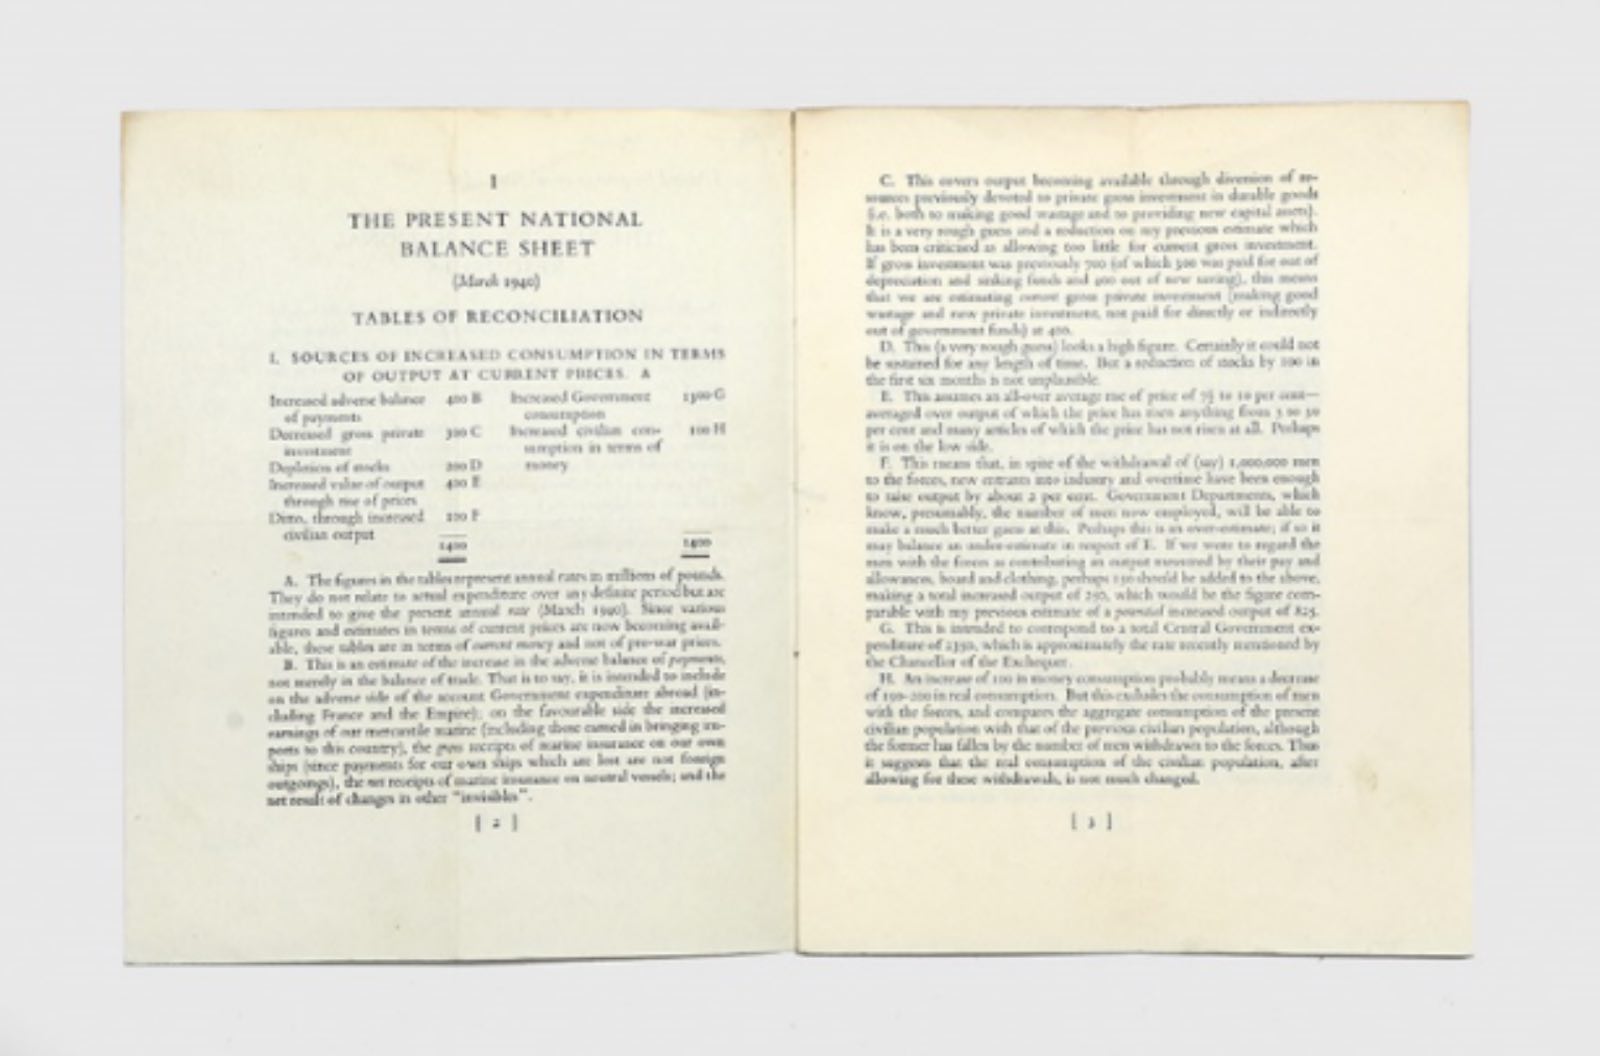 I
THE PRESENT NATIONAL
BALANCE SHEET
(March 1940)
TABLES OF RECONCILIATION
I. SOURCES OF INCREASED CONSUMPTION IN TERMS
OF OUTPUT AT CURRENT PRICES. A
Increased adverse balance 400 B Increased Government 1300 G
of payments consumption
Decreased gross private 300 C Increased civilian con- 100 H
investment sumption in terms of
Depletion of stocks 200 D money
Increased value of output 400 E
through rise of prices
Ditto, through increased 100 F
civilian output
1400 1400
A. The figures in the tables represent annual rates in millions of pounds.
They do not relate to actual expenditure over any definite period but are
intended to give the present annual rate (March 1940). Since various
figures and estimates in terms of current prices are now becoming avail-
able, these tables are in terms of current money and not of pre-war prices.
B. This is an estimate of the increase in the adverse balance of payments,
not merely in the balance of trade. That is to say, it is intended to include
on the adverse side of the account Government expenditure abroad (in-
cluding France and the Empire); on the favourable side the increased
earnings of our mercantile marine (including those earned in bringing im-
ports to this country), the gross receipts of marine insurance on our own
ships (since payments for our own ships which are lost are not foreign
outgoings), the net receipts of marine insurance on neutral vessels; and the
net result of changes in other "invisibles".
[ 2 ]
C. This covers output becoming available through diversion of re-
sources previously devoted to private gross investment in durable goods
(i.e. both to making good wastage and to providing new capital assets).
It is a very rough guess and a reduction on my previous estimate which
has been criticised as allowing too little for current gross investment.
If gross investment was previously 700 (of which 300 was paid for out of
depreciation and sinking funds and 400 out of new saving), this means
that we are estimating current gross private investment (making good
wastage and new private investment, not paid for directly or indirectly
out of government funds) at 400.
D. This (a very rough guess) looks a high figure. Certainly it could not
be sustained for any length of time. But a reduction of stocks by 100 in
the first six months is not unplausible.
E. This assumes an all-over average rise of price of 7½ to 10 per cent—
averaged over output of which the price has risen anything from 5 to 50
per cent and many articles of which the price has not risen at all. Perhaps
it is on the low side.
F. This means that, in spite of the withdrawal of (say) 1,000,000 men
to the forces, new entrants into industry and overtime have been enough
to raise output by about 2 per cent. Government Departments, which
know, presumably, the number of men now employed, will be able to
make a much better guess at this. Perhaps this is an over-estimate; if so it
may balance an under-estimate in respect of E. If we were to regard the
men with the forces as contributing an output measured by their pay and
allowances, board and clothing, perhaps 150 should be added to the above,
making a total increased output of 250, which would be the figure com-
parable with my previous estimate of a potential increased output of 825.
G. This is intended to correspond to a total Central Government ex-
penditure of 2350, which is approximately the rate recently mentioned by
the Chancellor of the Exchequer.
H. An increase of 100 in money consumption probably means a decrease
of 150-200 in real consumption. But this excludes the consumption of men
with the forces, and compares the aggregate consumption of the present
civilian population with that of the previous civilian population, although
the former has fallen by the number of men withdrawn to the forces. Thus
it suggests that the real consumption of the civilian population, after
allowing for these withdrawals, is not much changed.
[ 3 ]